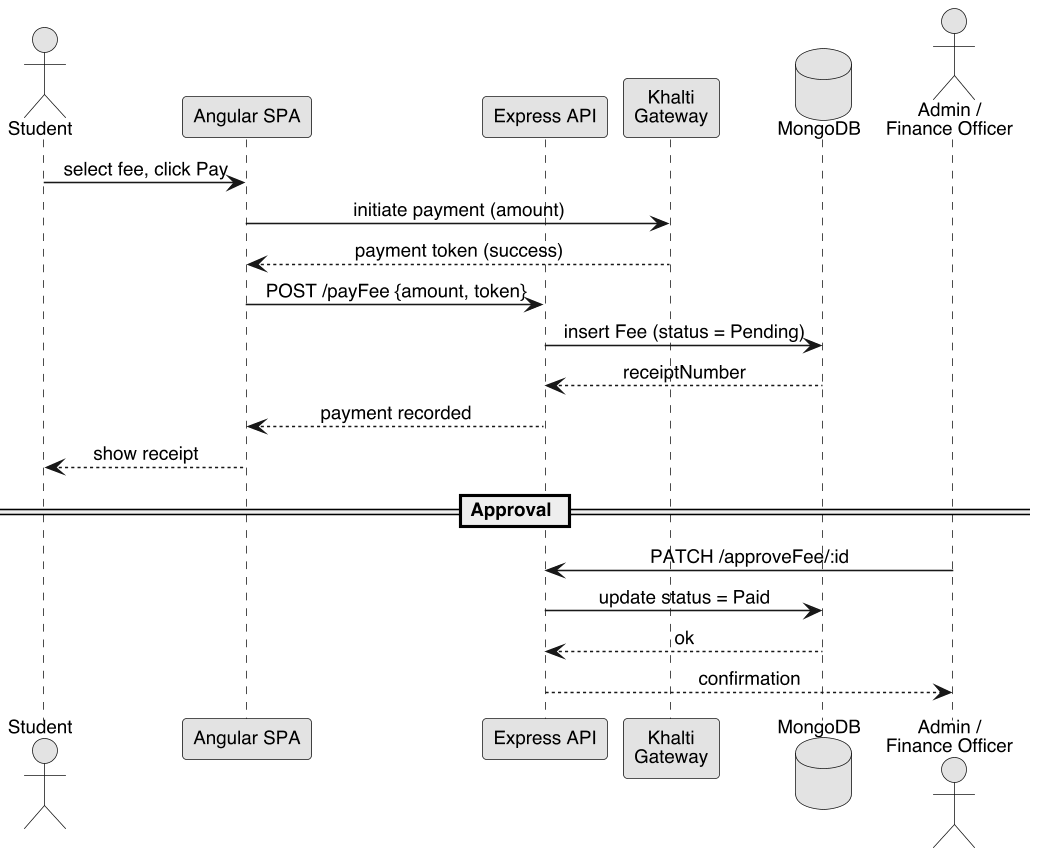 Student
Angular SPA
Express API
Khalti
Gateway
MongoDB
Admin /
Finance Officer
select fee, click Pay
initiate payment (amount)
payment token (success)
POST /payFee {amount, token}
insert Fee (status = Pending)
receiptNumber
payment recorded
show receipt
Approval
PATCH /approveFee/:id
update status = Paid
ok
confirmation
Student
Angular SPA
Express API
Khalti
Gateway
MongoDB
Admin /
Finance Officer